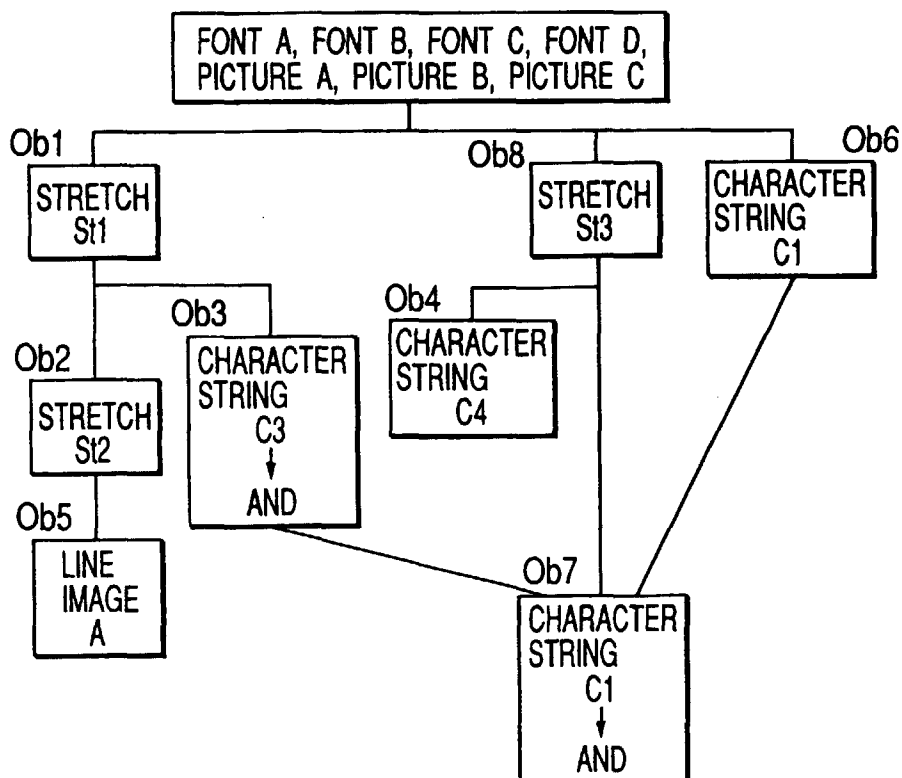 FONT A, FONT B, FONT C, FONT D,
PICTURE A, PICTURE B, PICTURE C
Ob1
STRETCH
St1
Ob8
STRETCH
St3
Ob6
CHARACTER
STRING
C1
Ob3
CHARACTER
STRING
C3
AND
Ob4
CHARACTER
STRING
C4
Ob2
STRETCH
St2
Ob5
LINE
IMAGE
A
Ob7
CHARACTER
STRING
C1
AND